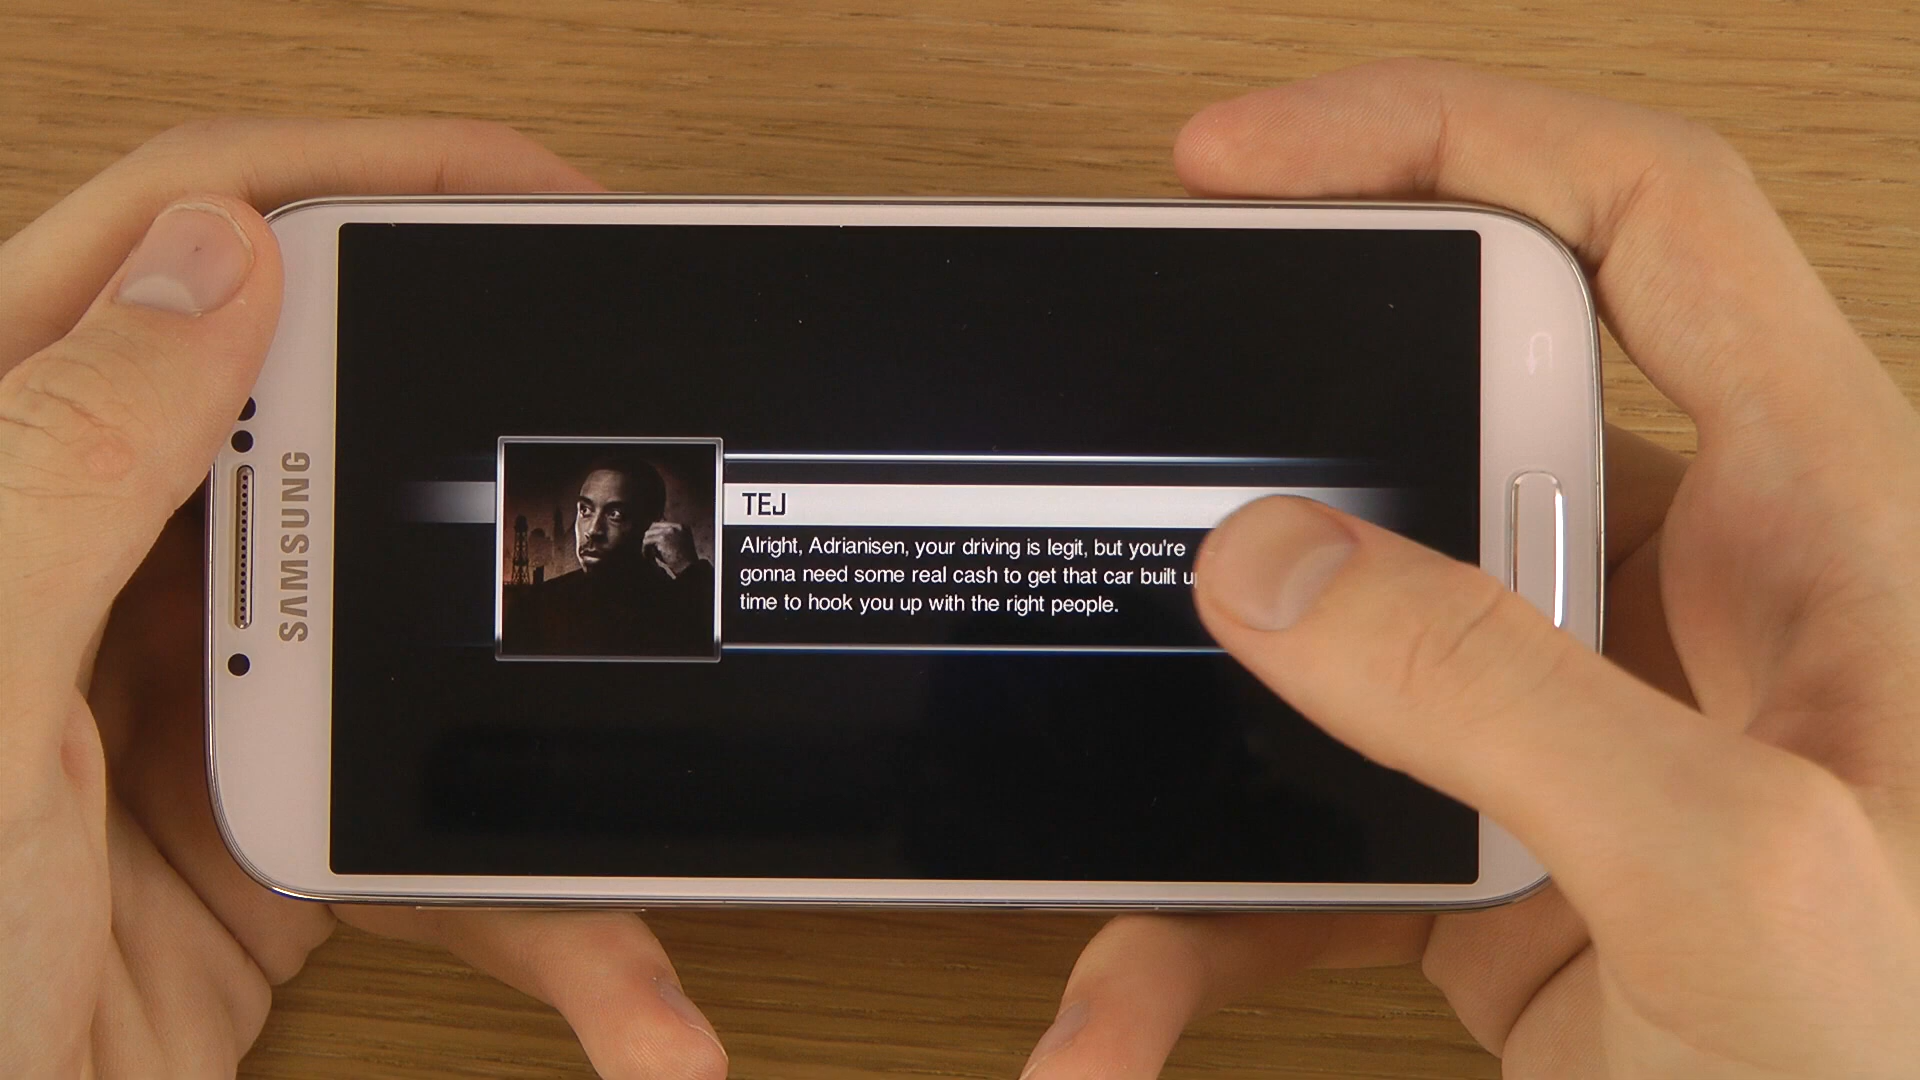 SAMSUNG
TEJ
Alright, Adrianisen, your driving is legit, but you're
gonna need some real cash to get that car built
time to hook you up with the right people.